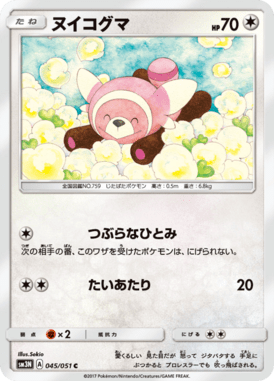 たね ヌイコグマ HP70
全国図鑑NO.759 じたばたポケモン 高さ:0.5m 重さ:6.8kg
つぶらなひとみ
次の相手の番、このワザを受けたポケモンは、にげられない。
たいあたり 20
弱点 ×2 抵抗力 にげる
Illus.Sekio
SM3N A 045/051 C
愛くるしい 見た目だが 怒って ジタバタする 手足に
ぶつかると プロレスラーも 吹っ飛ばされる。
©2017 Pokémon/Nintendo/Creatures/GAME FREAK.